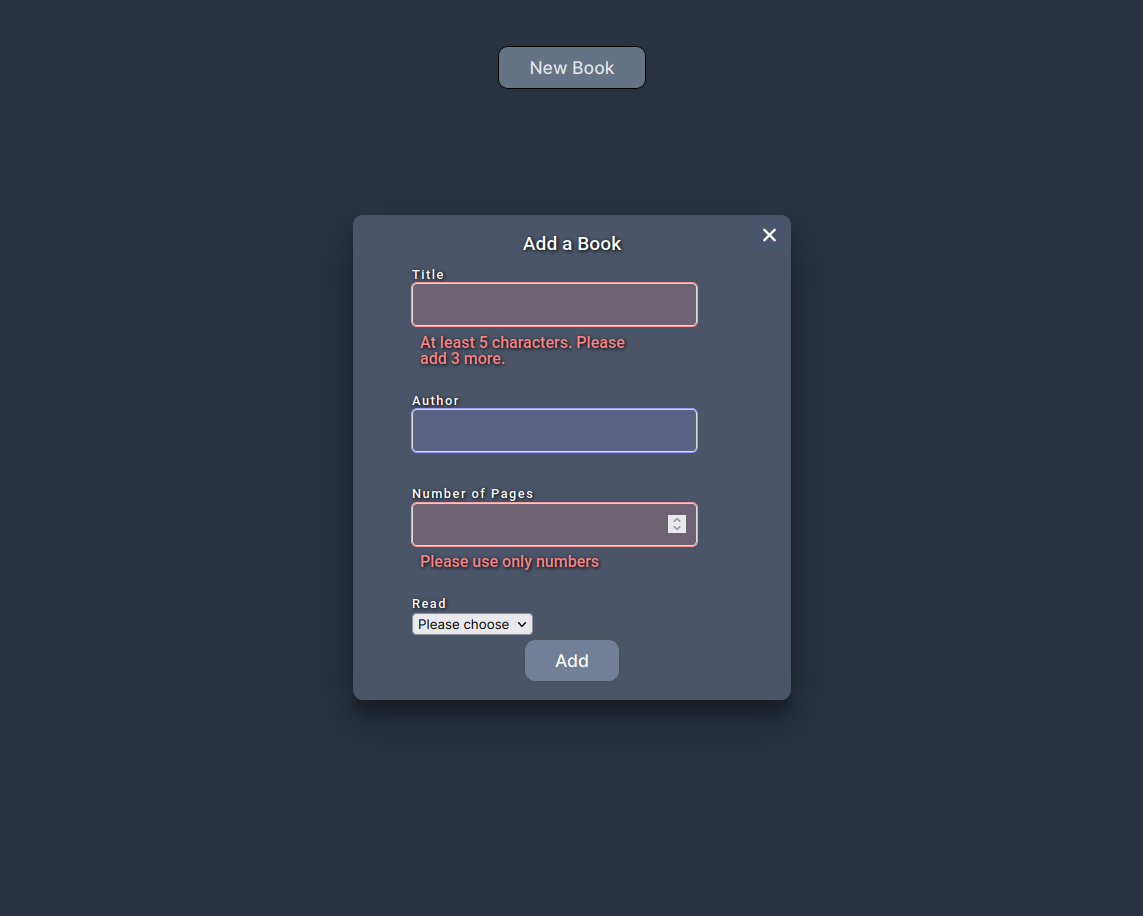 New Book
Add a Book
Title
At least 5 characters. Please
add 3 more.
Author
Number of Pages
Please use only numbers
Read
Please choose
Add